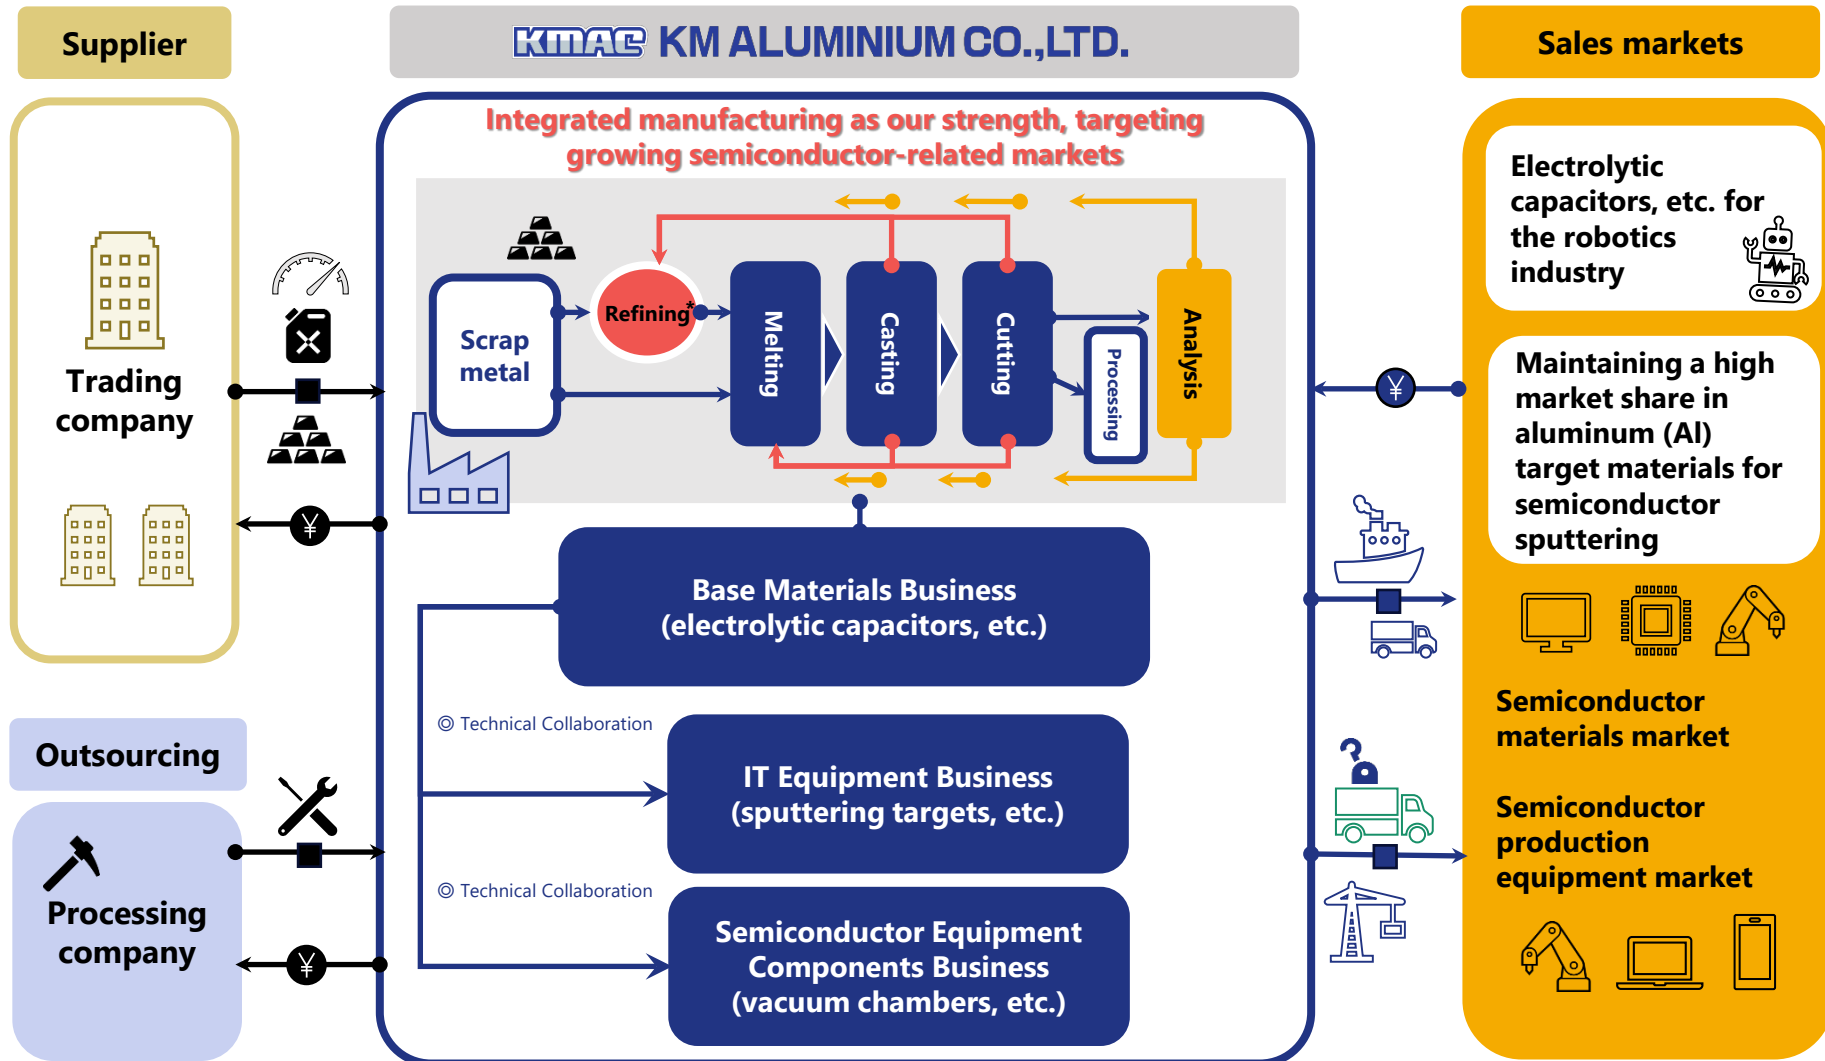 Supplier
KMAC KM ALUMINIUM CO.,LTD.
Sales markets
Trading
company
¥
Outsourcing
Processing
company
¥
Integrated manufacturing as our strength, targeting
growing semiconductor-related markets
Scrap
metal
Refining*
Melting
Casting
Cutting
Processing
Analysis
Base Materials Business
(electrolytic capacitors, etc.)
◎ Technical Collaboration
IT Equipment Business
(sputtering targets, etc.)
◎ Technical Collaboration
Semiconductor Equipment
Components Business
(vacuum chambers, etc.)
¥
Electrolytic
capacitors, etc. for
the robotics
industry
Maintaining a high
market share in
aluminum (Al)
target materials for
semiconductor
sputtering
Semiconductor
materials market
Semiconductor
production
equipment market